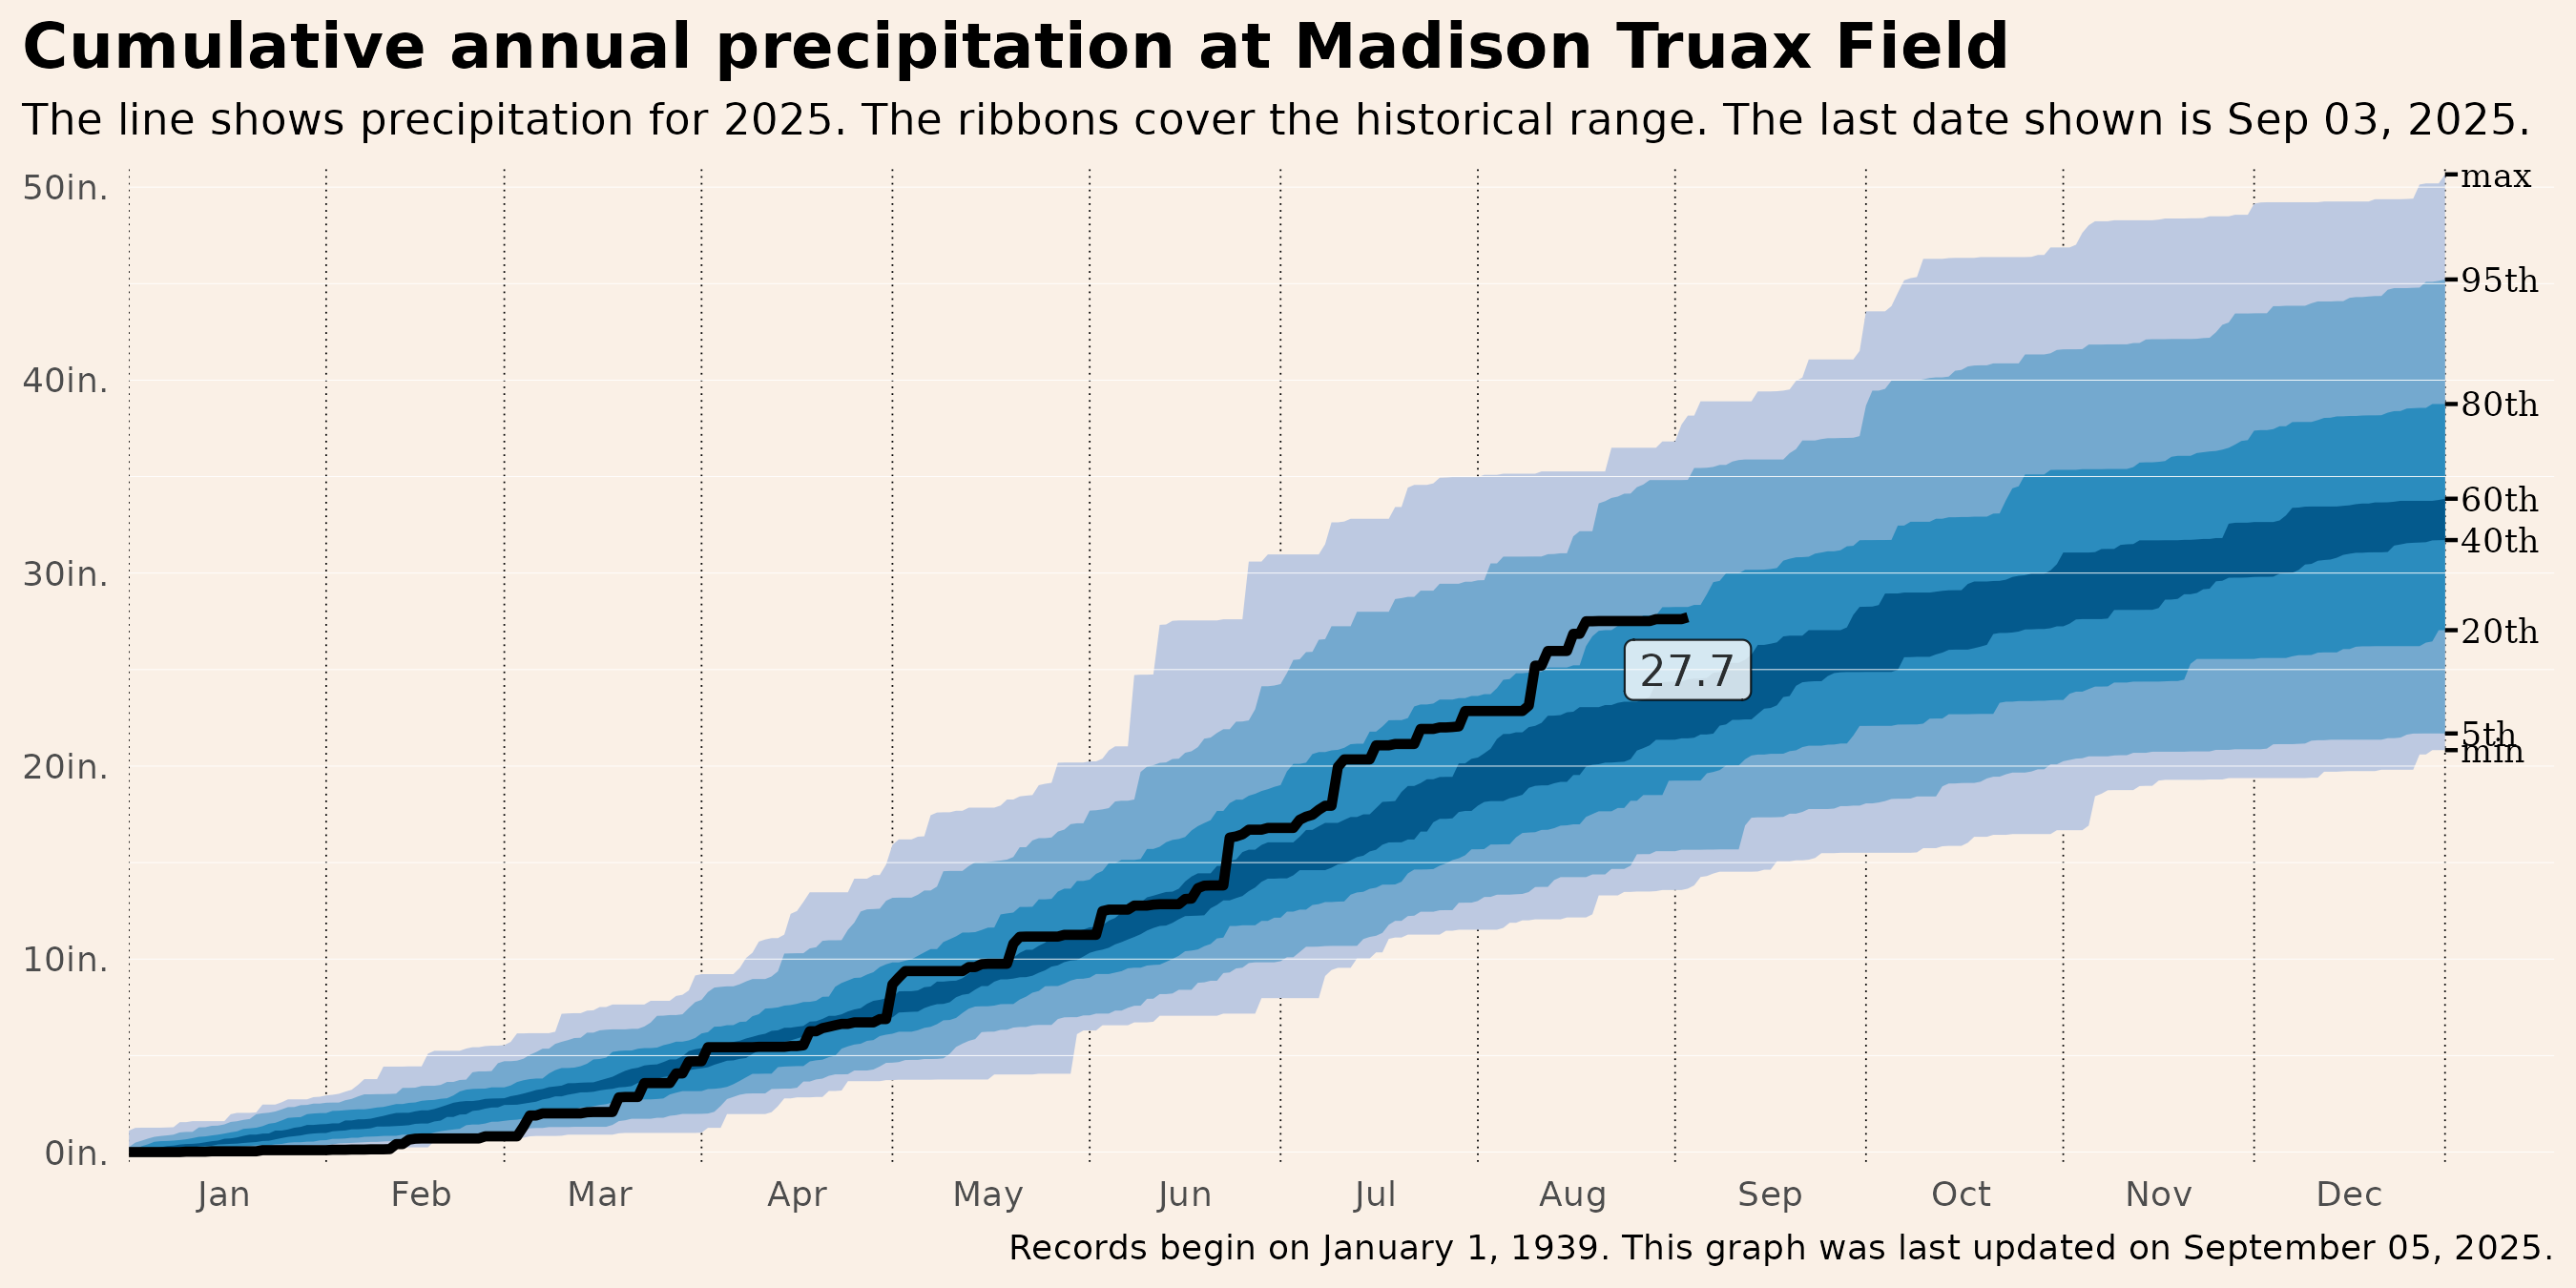 Cumulative annual precipitation at Madison Truax Field
The line shows precipitation for 2025. The ribbons cover the historical range. The last date shown is Sep 03, 2025.
50in.
40in.
30in.
20in.
10in.
0in.
max
95th
80th
60th
40th
20th
5th
min
27.7
Jan Feb Mar Apr May Jun Jul Aug Sep Oct Nov Dec
Records begin on January 1, 1939. This graph was last updated on September 05, 2025.